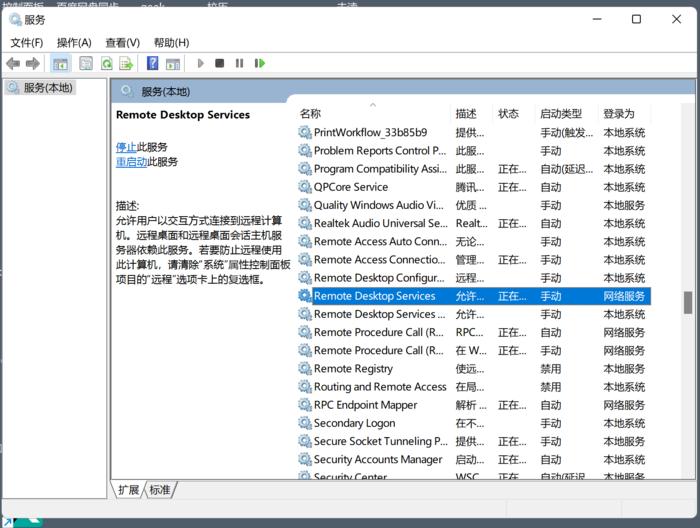 服务
文件(F) 操作(A) 查看(V) 帮助(H)
服务(本地)
服务(本地)
Remote Desktop Services
停止此服务
重启动此服务
描述:
允许用户以交互方式连接到远程计算
机。远程桌面和远程桌面会话主机服
务器依赖此服务。若要防止远程使用
此计算机，请清除“系统”属性控制面板
项目的“远程”选项卡上的复选框。
名称 描述 状态 启动类型 登录为
PrintWorkflow_33b85b9 提供... 手动(触发... 本地系统
Problem Reports Control P... 此服... 手动 本地系统
Program Compatibility Assi... 此服... 正在... 自动(延迟... 本地系统
QPCore Service 腾讯... 正在... 自动 本地系统
Quality Windows Audio Vi... 优质 ... 手动 本地服务
Realtek Audio Universal Se... Realt... 正在... 自动 本地系统
Remote Access Auto Conn... 无论... 手动 本地系统
Remote Access Connectio... 管理... 正在... 手动 本地系统
Remote Desktop Configur... 远程... 手动 本地系统
Remote Desktop Services 允许... 正在... 手动 网络服务
Remote Desktop Services ... 允许... 手动 本地系统
Remote Procedure Call (R... RPC... 正在... 自动 网络服务
Remote Procedure Call (R... 在 W... 手动 网络服务
Remote Registry 使远... 禁用 本地服务
Routing and Remote Access 在局... 禁用 本地系统
RPC Endpoint Mapper 解析 ... 正在... 自动 网络服务
Secondary Logon 在不... 手动 本地系统
Secure Socket Tunneling P... 提供... 正在... 手动 本地服务
Security Accounts Manager 启动... 正在... 自动 本地系统
Security Center WSC 正在 自动(延迟 本地服务
扩展 标准